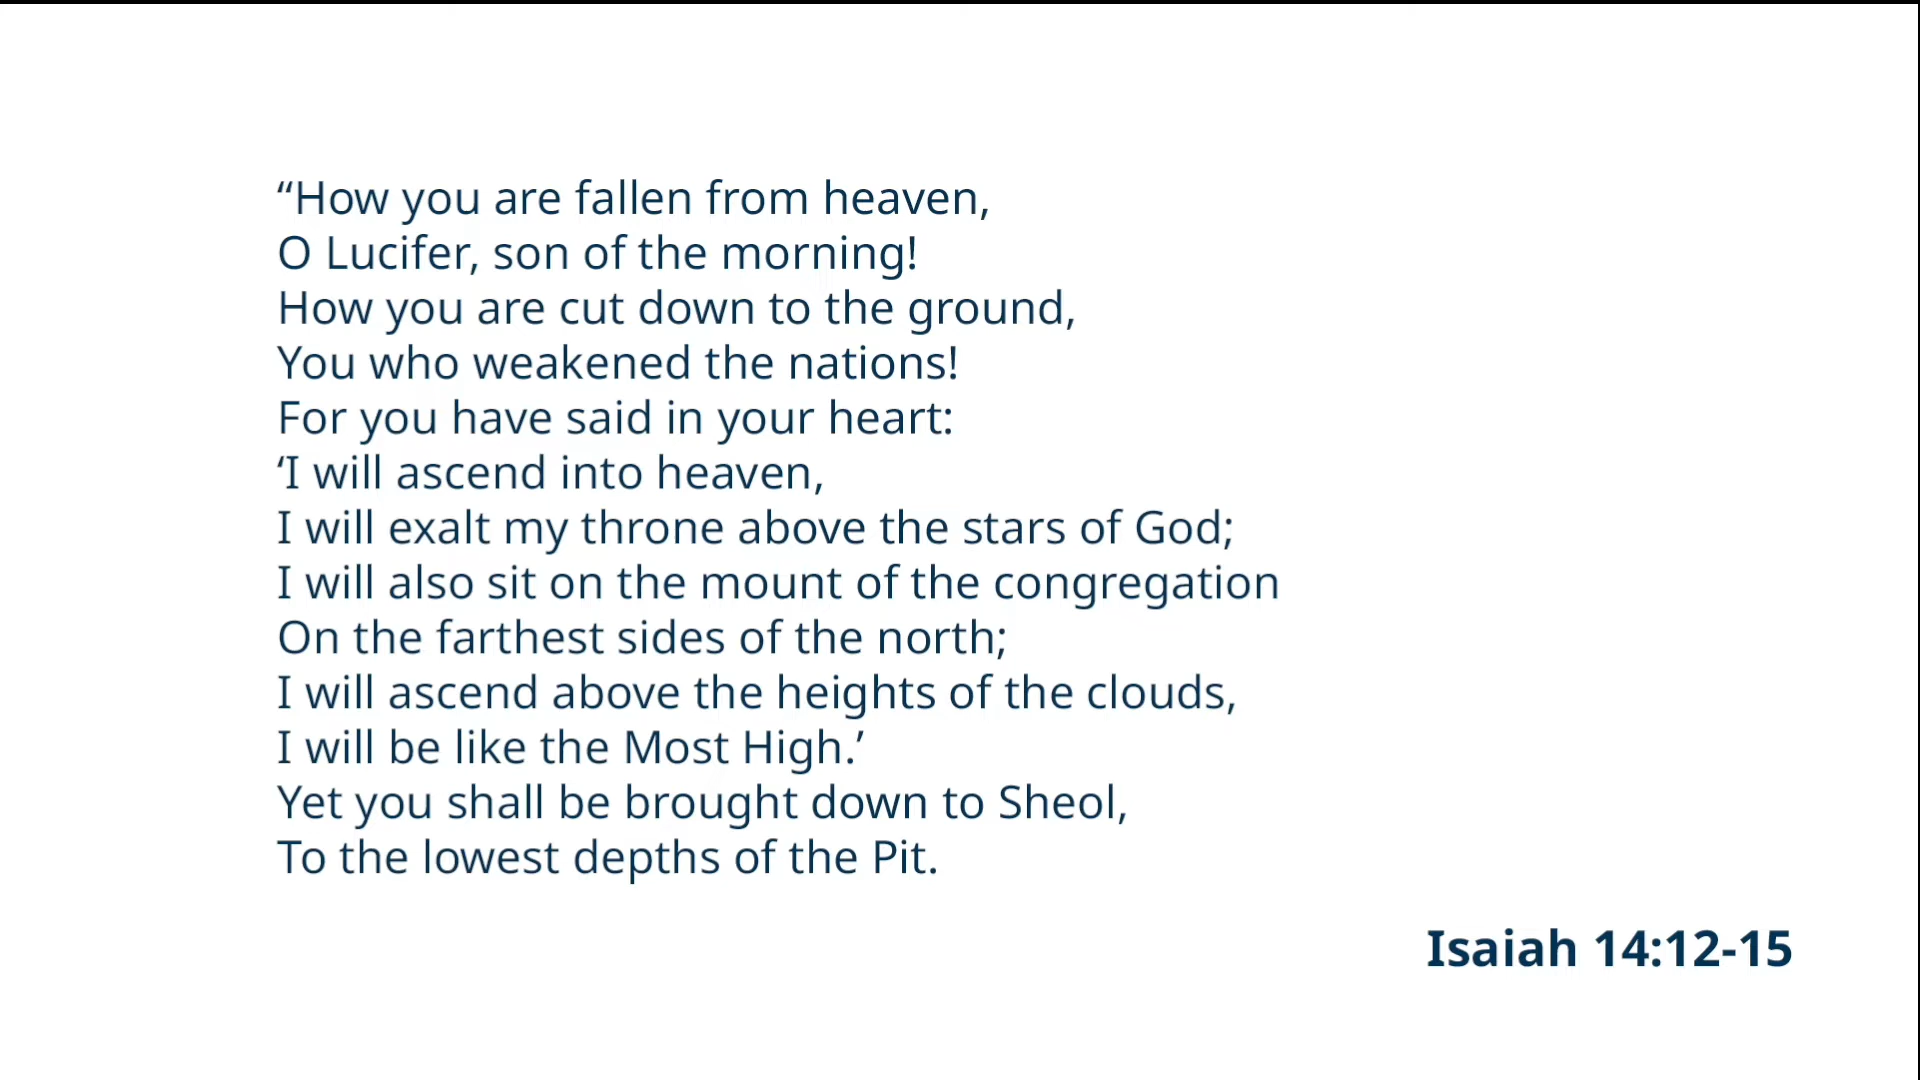 “How you are fallen from heaven,
O Lucifer, son of the morning!
How you are cut down to the ground,
You who weakened the nations!
For you have said in your heart:
‘I will ascend into heaven,
I will exalt my throne above the stars of God;
I will also sit on the mount of the congregation
On the farthest sides of the north;
I will ascend above the heights of the clouds,
I will be like the Most High.’
Yet you shall be brought down to Sheol,
To the lowest depths of the Pit.
Isaiah 14:12-15